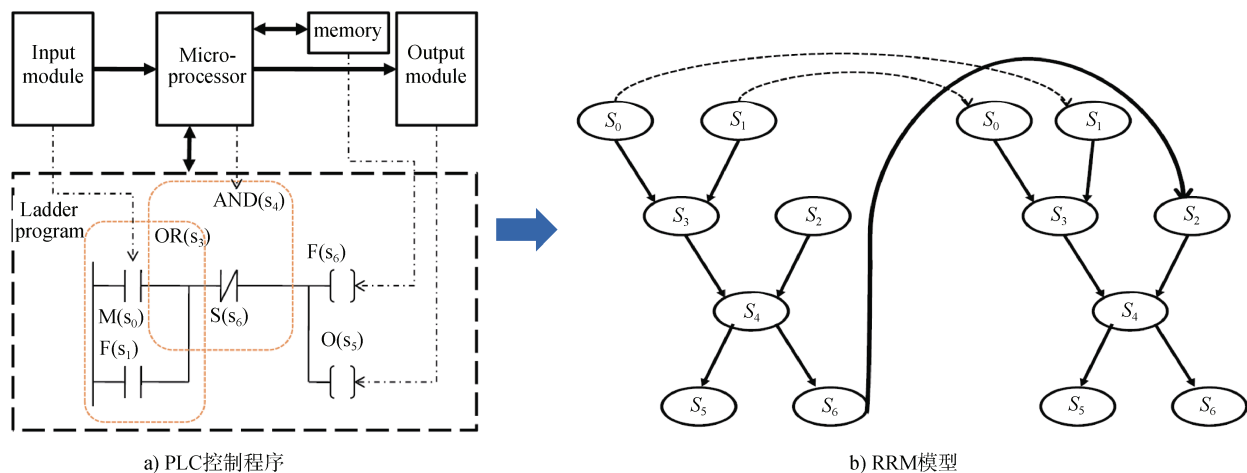 Input
module
Micro-
processor
memory
Output
module
Ladder
program
AND(s₄)
OR(s₃)
F(s₆)
M(s₀)
S(s₆)
F(s₁)
O(s₅)
a) PLC控制程序
S₀
S₁
S₃
S₂
S₄
S₅
S₆
S₀
S₁
S₃
S₂
S₄
S₅
S₆
b) RRM模型